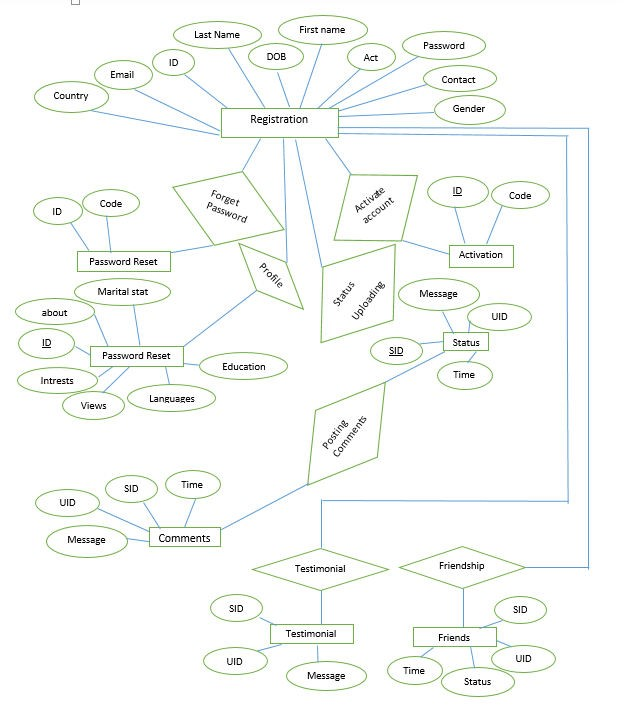 First name
Last Name
Password
DOB
Act
ID
Email
Contact
Country
Gender
Registration
Forget
Password
Activate
account
ID
Code
ID
Code
Password Reset
Activation
Profile
Status
Uploading
Marital stat
Message
about
UID
ID
Password Reset
Status
SID
Education
Time
Intrests
Views
Languages
Posting
Comments
Time
SID
UID
Message
Comments
Testimonial
Friendship
SID
SID
Testimonial
Friends
UID
UID
Time
Message
Status